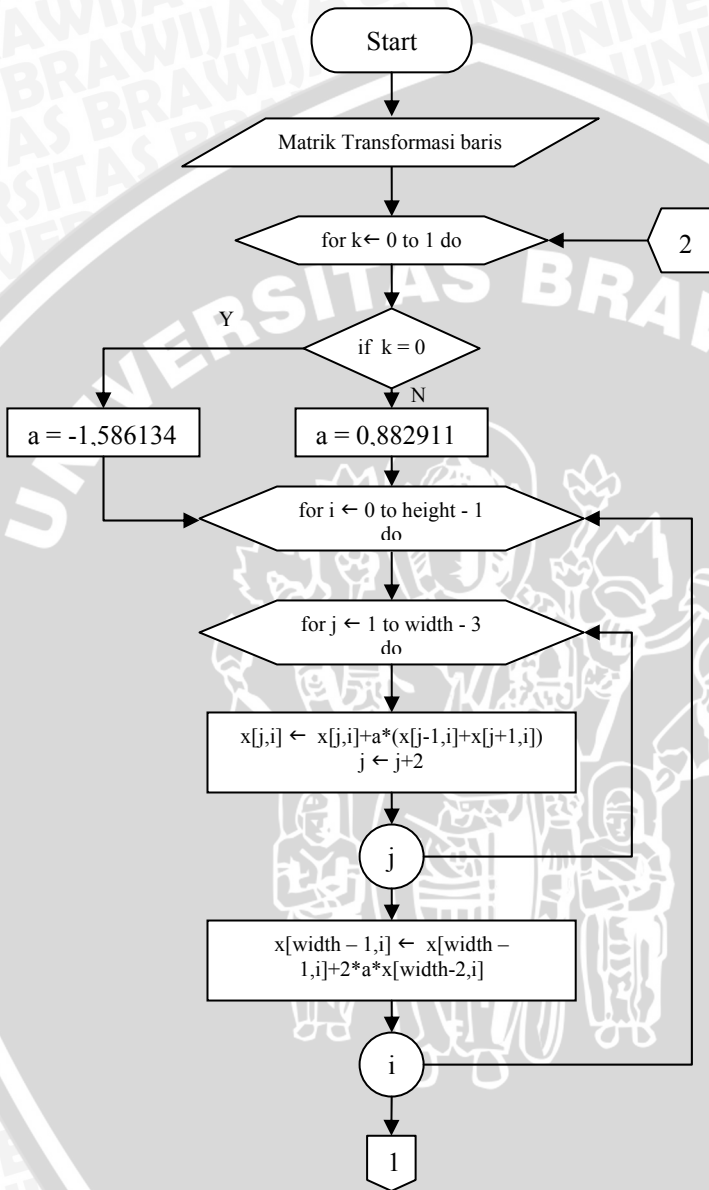 Start
Matrik Transformasi baris
for k← 0 to 1 do
2
Y
if k = 0
N
a = -1,586134
a = 0,882911
for i ← 0 to height - 1
do
for j ← 1 to width - 3
do
x[j,i] ← x[j,i]+a*(x[j-1,i]+x[j+1,i])
j ← j+2
j
x[width – 1,i] ← x[width –
1,i]+2*a*x[width-2,i]
i
1
UNIVERSITAS BRAW